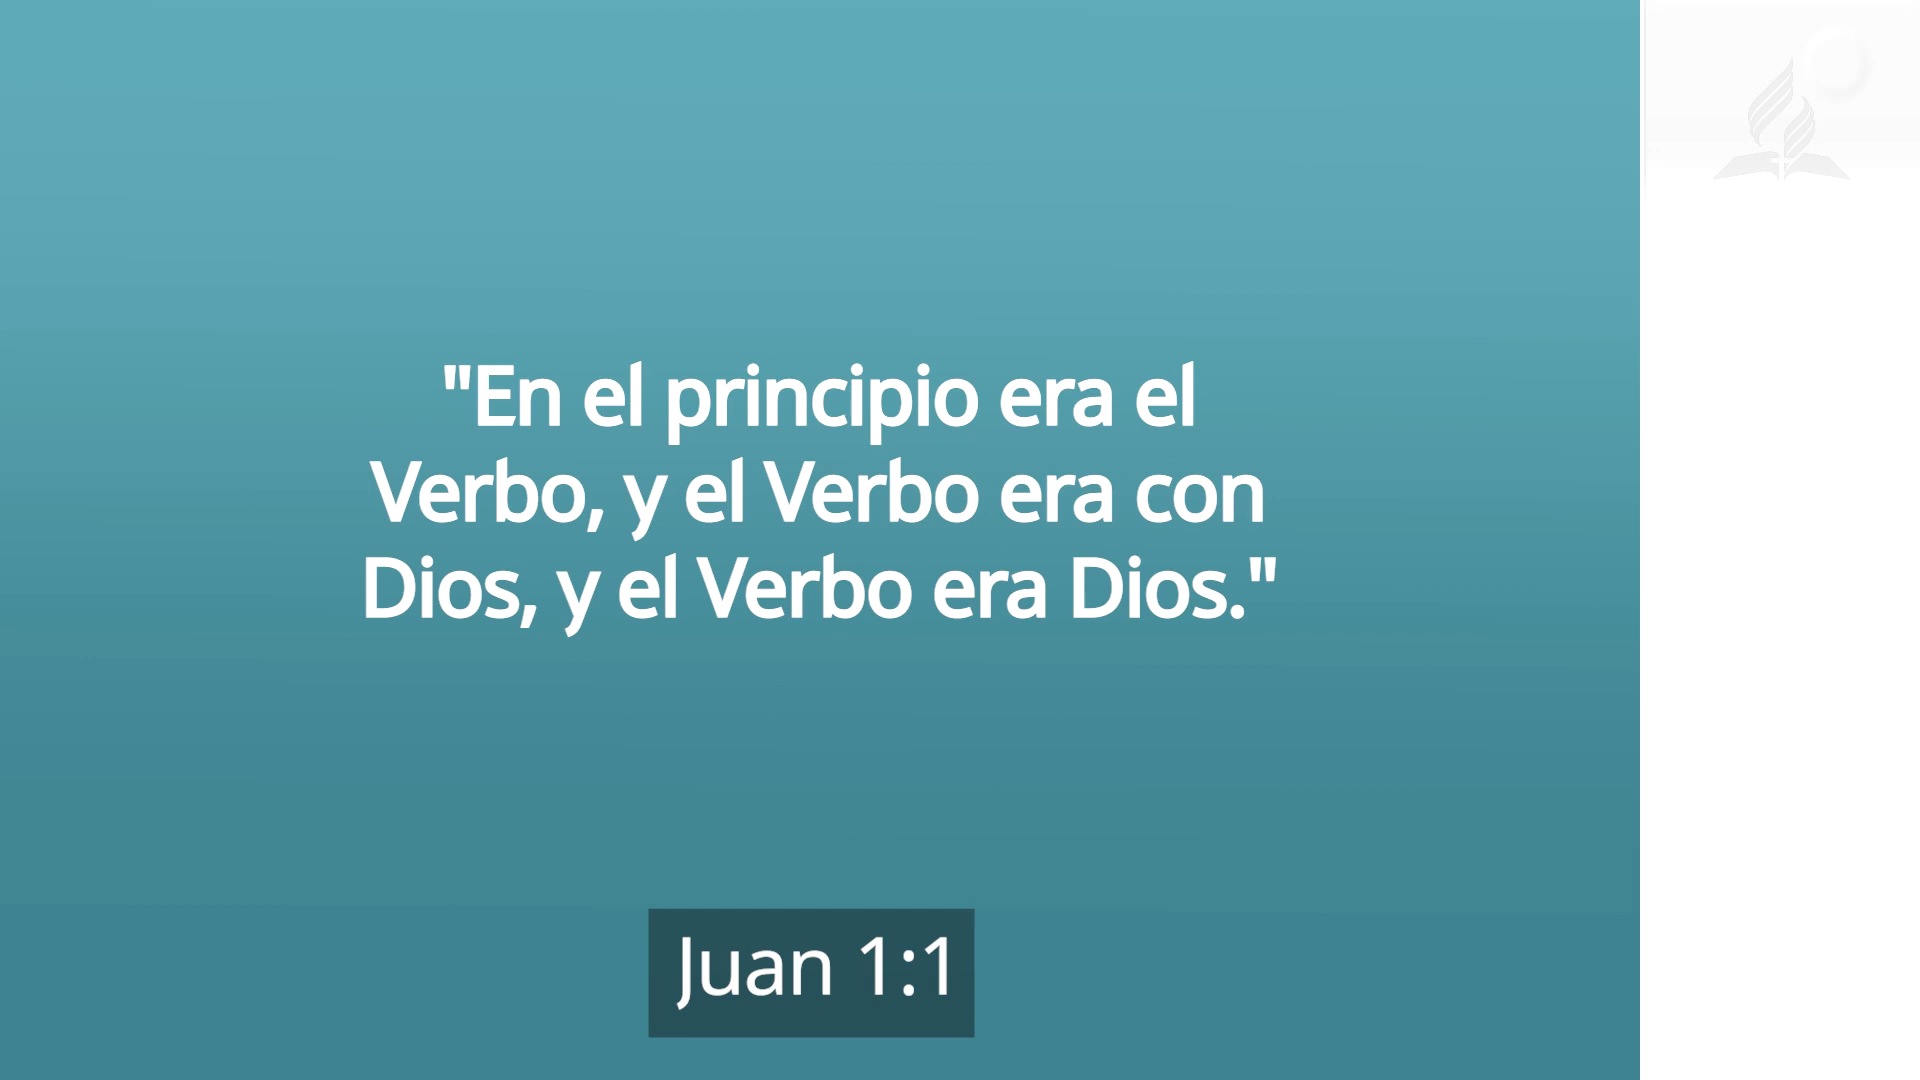 "En el principio era el
Verbo, y el Verbo era con
Dios, y el Verbo era Dios."
Juan 1:1